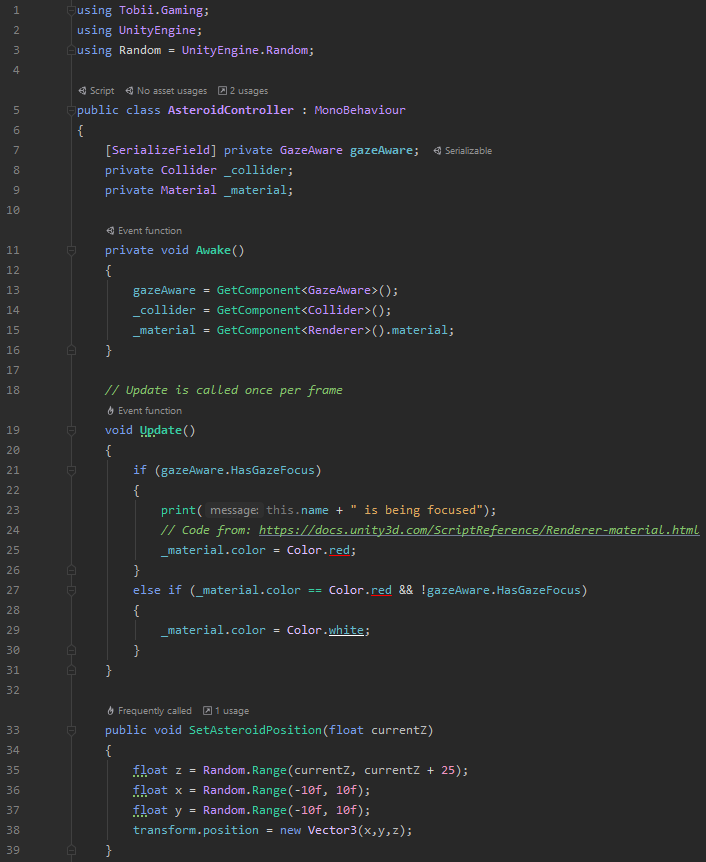 1 using Tobii.Gaming;
2 using UnityEngine;
3 using Random = UnityEngine.Random;
4
Script No asset usages 2 usages
5 public class AsteroidController : MonoBehaviour
6 {
7 [SerializeField] private GazeAware gazeAware; Serializable
8 private Collider _collider;
9 private Material _material;
10
Event function
11 private void Awake()
12 {
13 gazeAware = GetComponent<GazeAware>();
14 _collider = GetComponent<Collider>();
15 _material = GetComponent<Renderer>().material;
16 }
17
18 // Update is called once per frame
Event function
19 void Update()
20 {
21 if (gazeAware.HasGazeFocus)
22 {
23 print( message: this.name + " is being focused");
24 // Code from: https://docs.unity3d.com/ScriptReference/Renderer-material.html
25 _material.color = Color.red;
26 }
27 else if (_material.color == Color.red && !gazeAware.HasGazeFocus)
28 {
29 _material.color = Color.white;
30 }
31 }
32
Frequently called 1 usage
33 public void SetAsteroidPosition(float currentZ)
34 {
35 float z = Random.Range(currentZ, currentZ + 25);
36 float x = Random.Range(-10f, 10f);
37 float y = Random.Range(-10f, 10f);
38 transform.position = new Vector3(x,y,z);
39 }